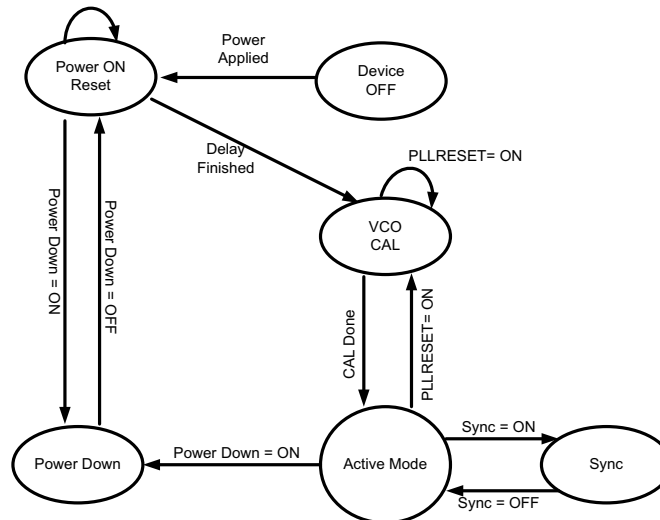 Power
Applied
Power ON
Reset
Device
OFF
Delay
Finished
PLLRESET= ON
VCO
CAL
Power Down = ON
Power Down = OFF
CAL Done
PLLRESET= ON
Sync = ON
Power Down = ON
Power Down
Active Mode
Sync
Sync = OFF